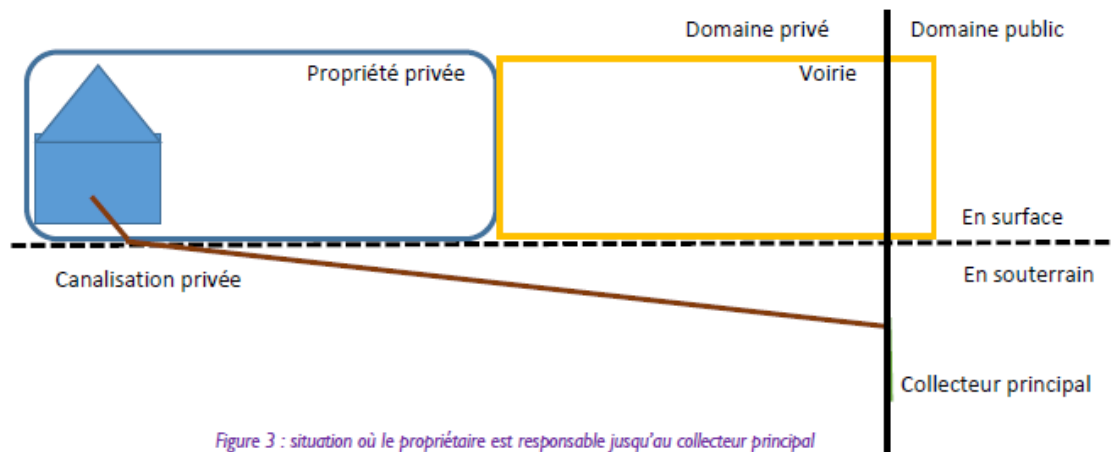 Domaine privé
Domaine public
Propriété privée
Voirie
En surface
En souterrain
Canalisation privée
Collecteur principal
Figure 3 : situation où le propriétaire est responsable jusqu'au collecteur principal